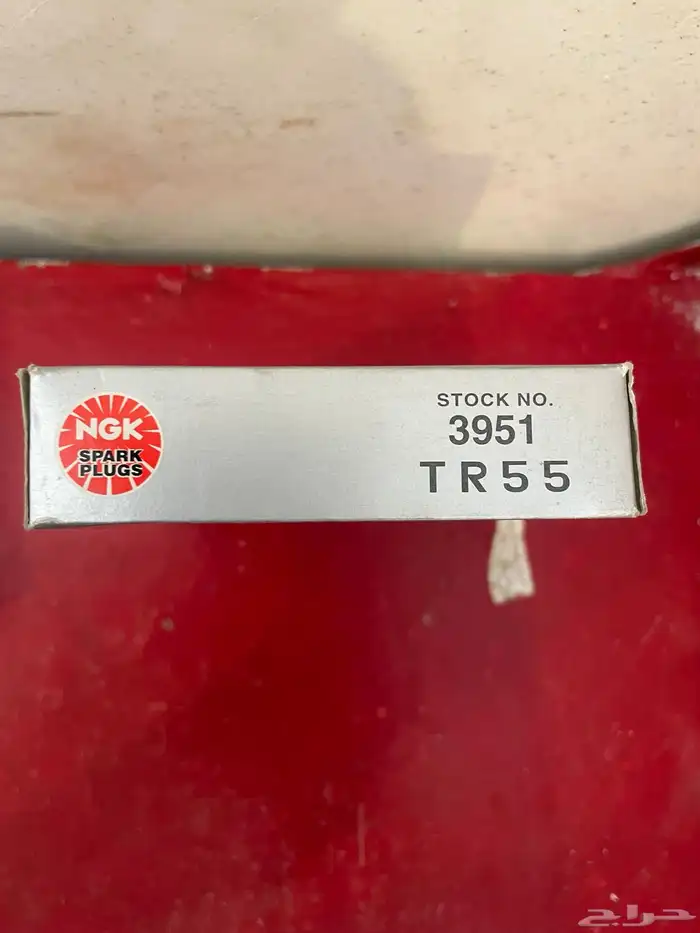 NGK
SPARK
PLUGS
STOCK NO.
3951
TR55
حراج